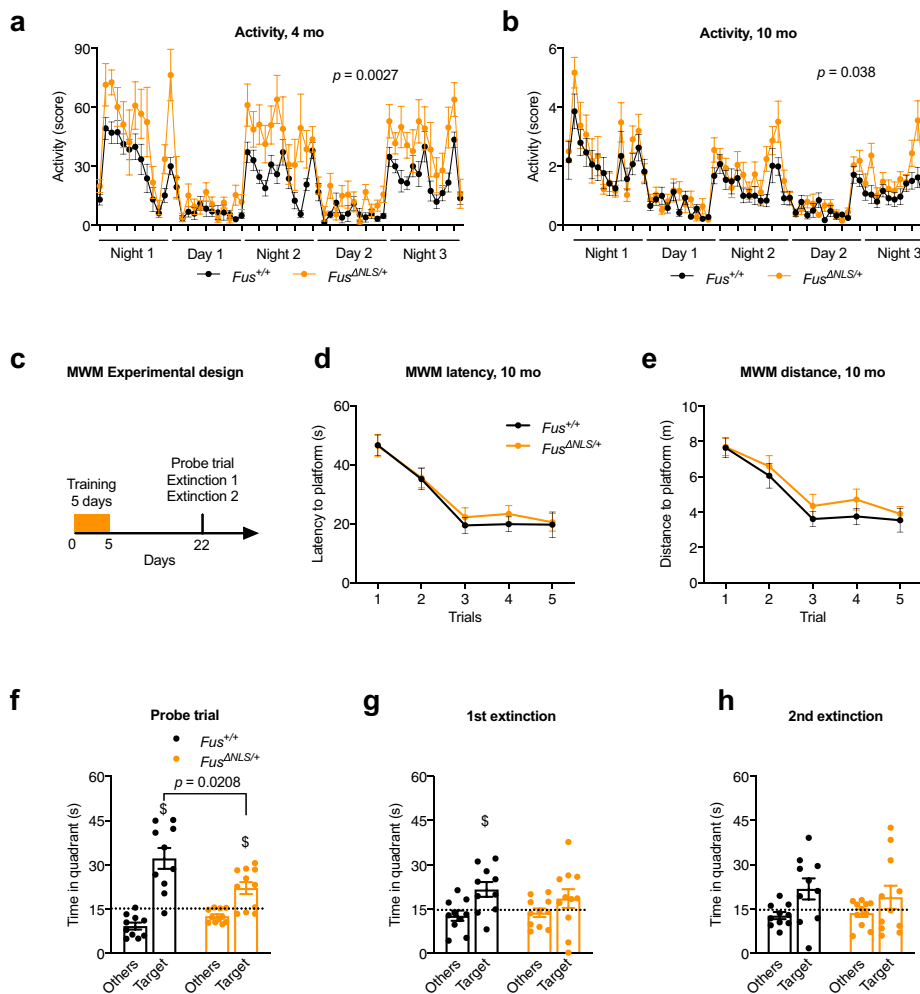 a
Activity, 4 mo
Activity (score)
90
60
30
0
p = 0.0027
Night 1 Day 1 Night 2 Day 2 Night 3
Fus+/+ FusΔNLS/+
b
Activity, 10 mo
Activity (score)
6
4
2
0
p = 0.038
Night 1 Day 1 Night 2 Day 2 Night 3
Fus+/+ FusΔNLS/+
c
MWM Experimental design
Training
5 days
Probe trial
Extinction 1
Extinction 2
0 5 22
Days
d
MWM latency, 10 mo
Latency to platform (s)
60
40
20
0
Fus+/+
FusΔNLS/+
1 2 3 4 5
Trials
e
MWM distance, 10 mo
Distance to platform (m)
10
8
6
4
2
0
1 2 3 4 5
Trial
f
Probe trial
Fus+/+
FusΔNLS/+
p = 0.0208
$ $
Time in quadrant (s)
60
45
30
15
0
Others Target Others Target
g
1st extinction
$
Time in quadrant (s)
60
45
30
15
0
Others Target Others Target
h
2nd extinction
Time in quadrant (s)
60
45
30
15
0
Others Target Others Target